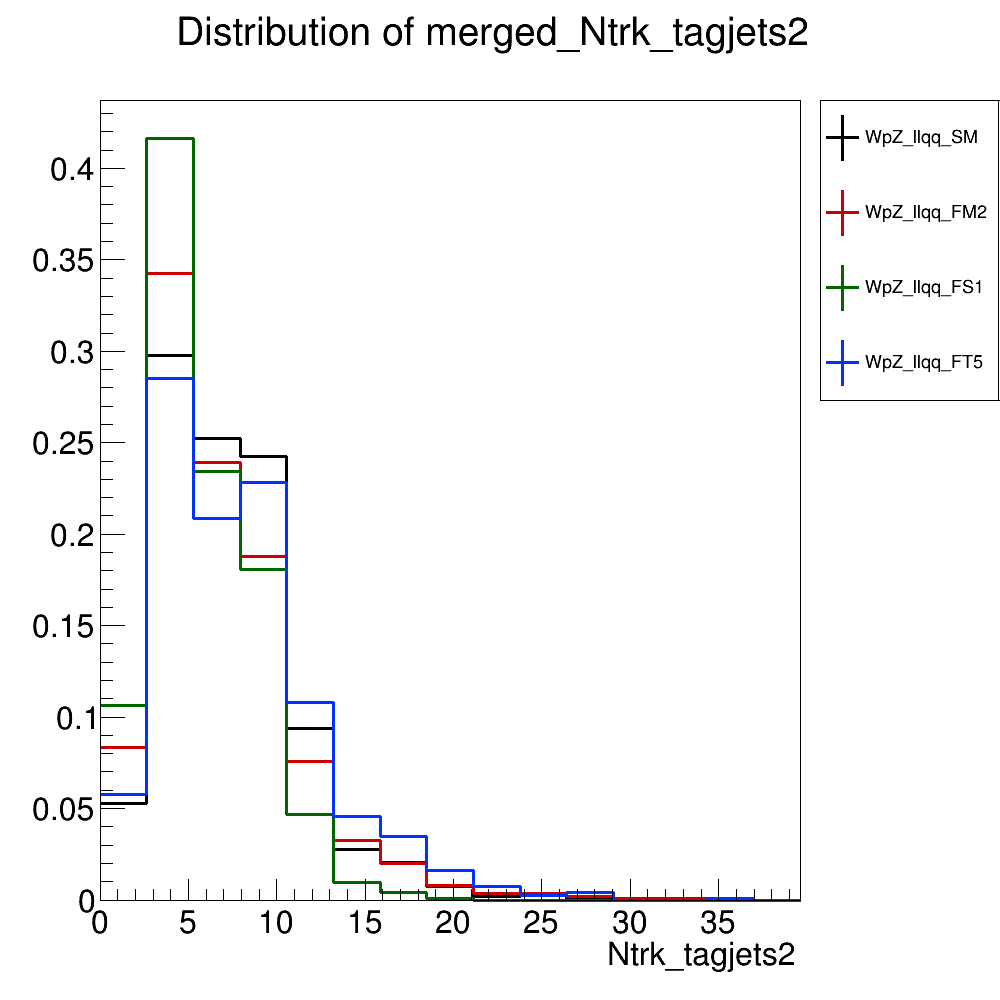 Distribution of merged_Ntrk_tagjets2
WpZ_llqq_SM
WpZ_llqq_FM2
WpZ_llqq_FS1
WpZ_llqq_FT5
0.4
0.35
0.3
0.25
0.2
0.15
0.1
0.05
0
0 5 10 15 20 25 30 35
Ntrk_tagjets2